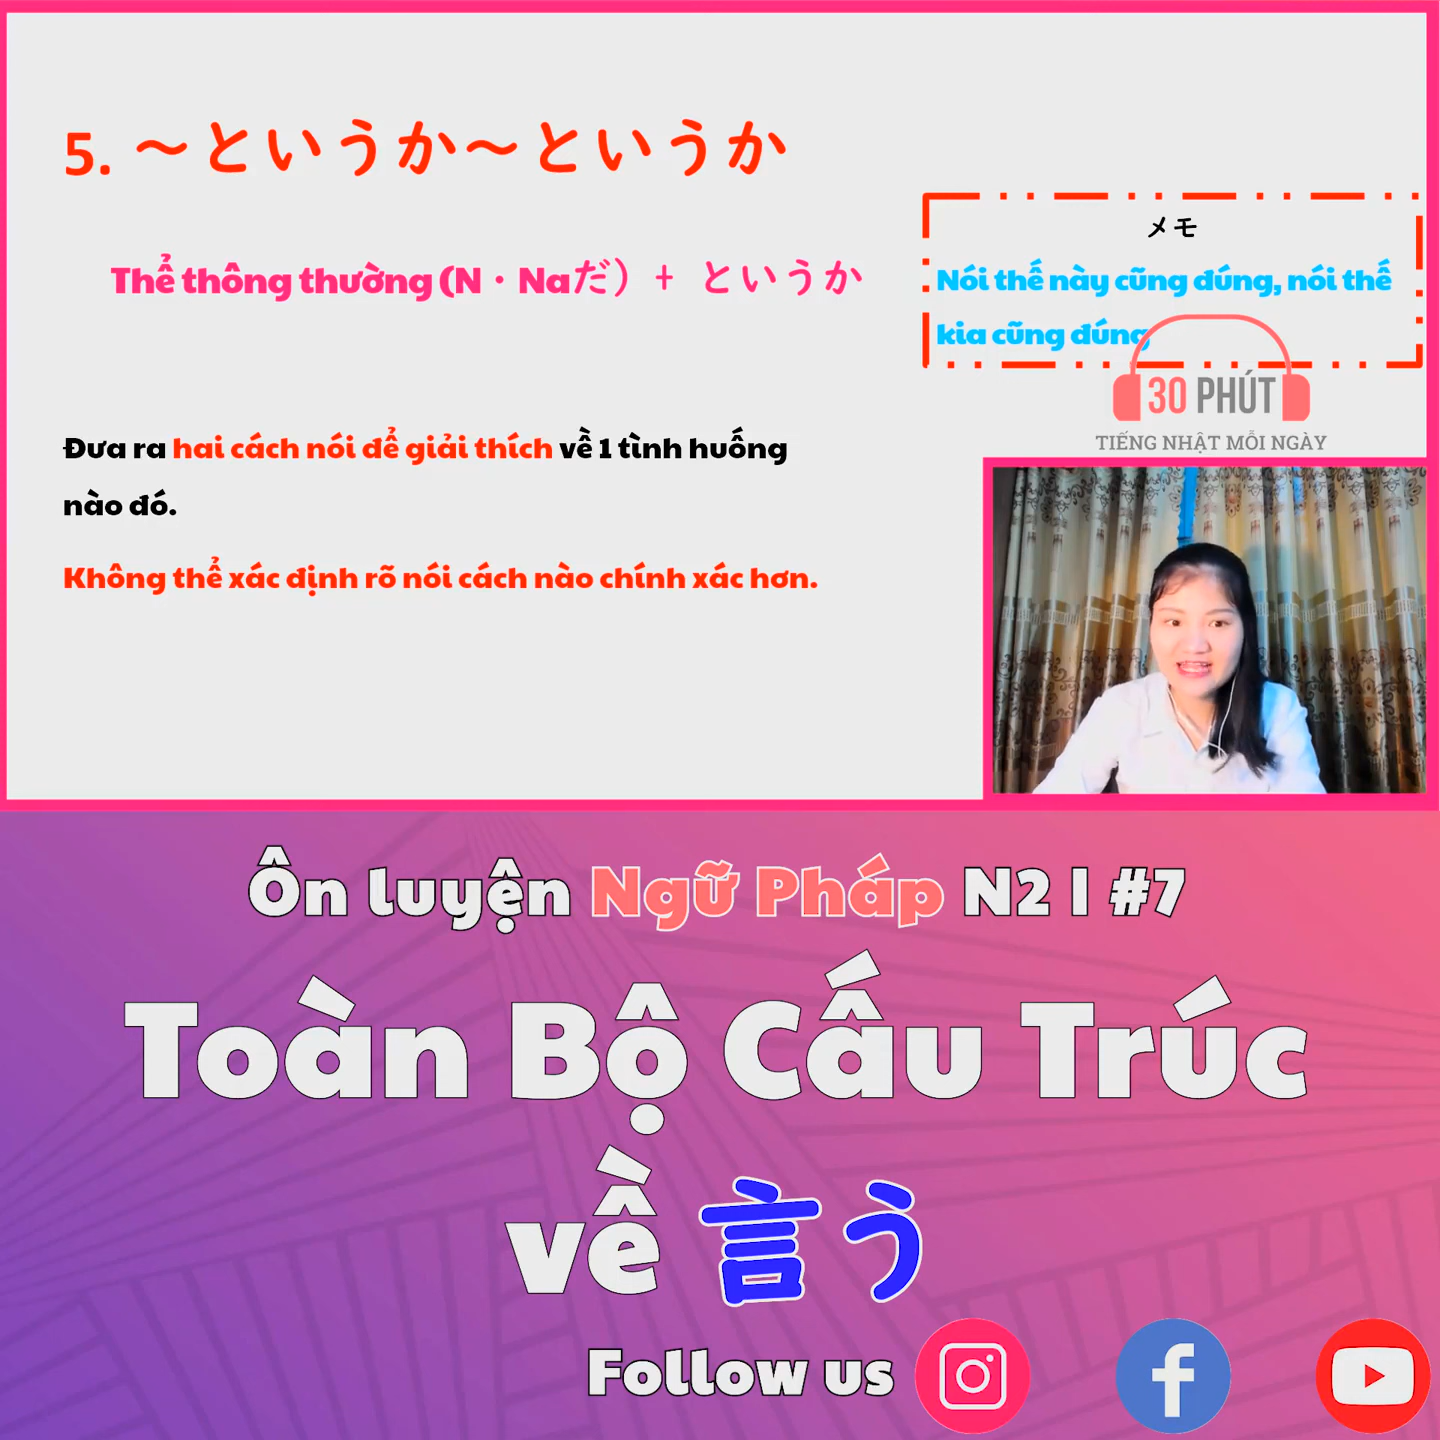 5. ～というか～というか
Thể thông thường (N・Naだ）+ というか
メモ
Nói thế này cũng đúng, nói thế
kia cũng đúng
30 PHÚT
TIẾNG NHẬT MỖI NGÀY
Đưa ra hai cách nói để giải thích về 1 tình huống
nào đó.
Không thể xác định rõ nói cách nào chính xác hơn.
Ôn luyện Ngữ Pháp N2 | #7
Toàn Bộ Cấu Trúc
về 言う
Follow us